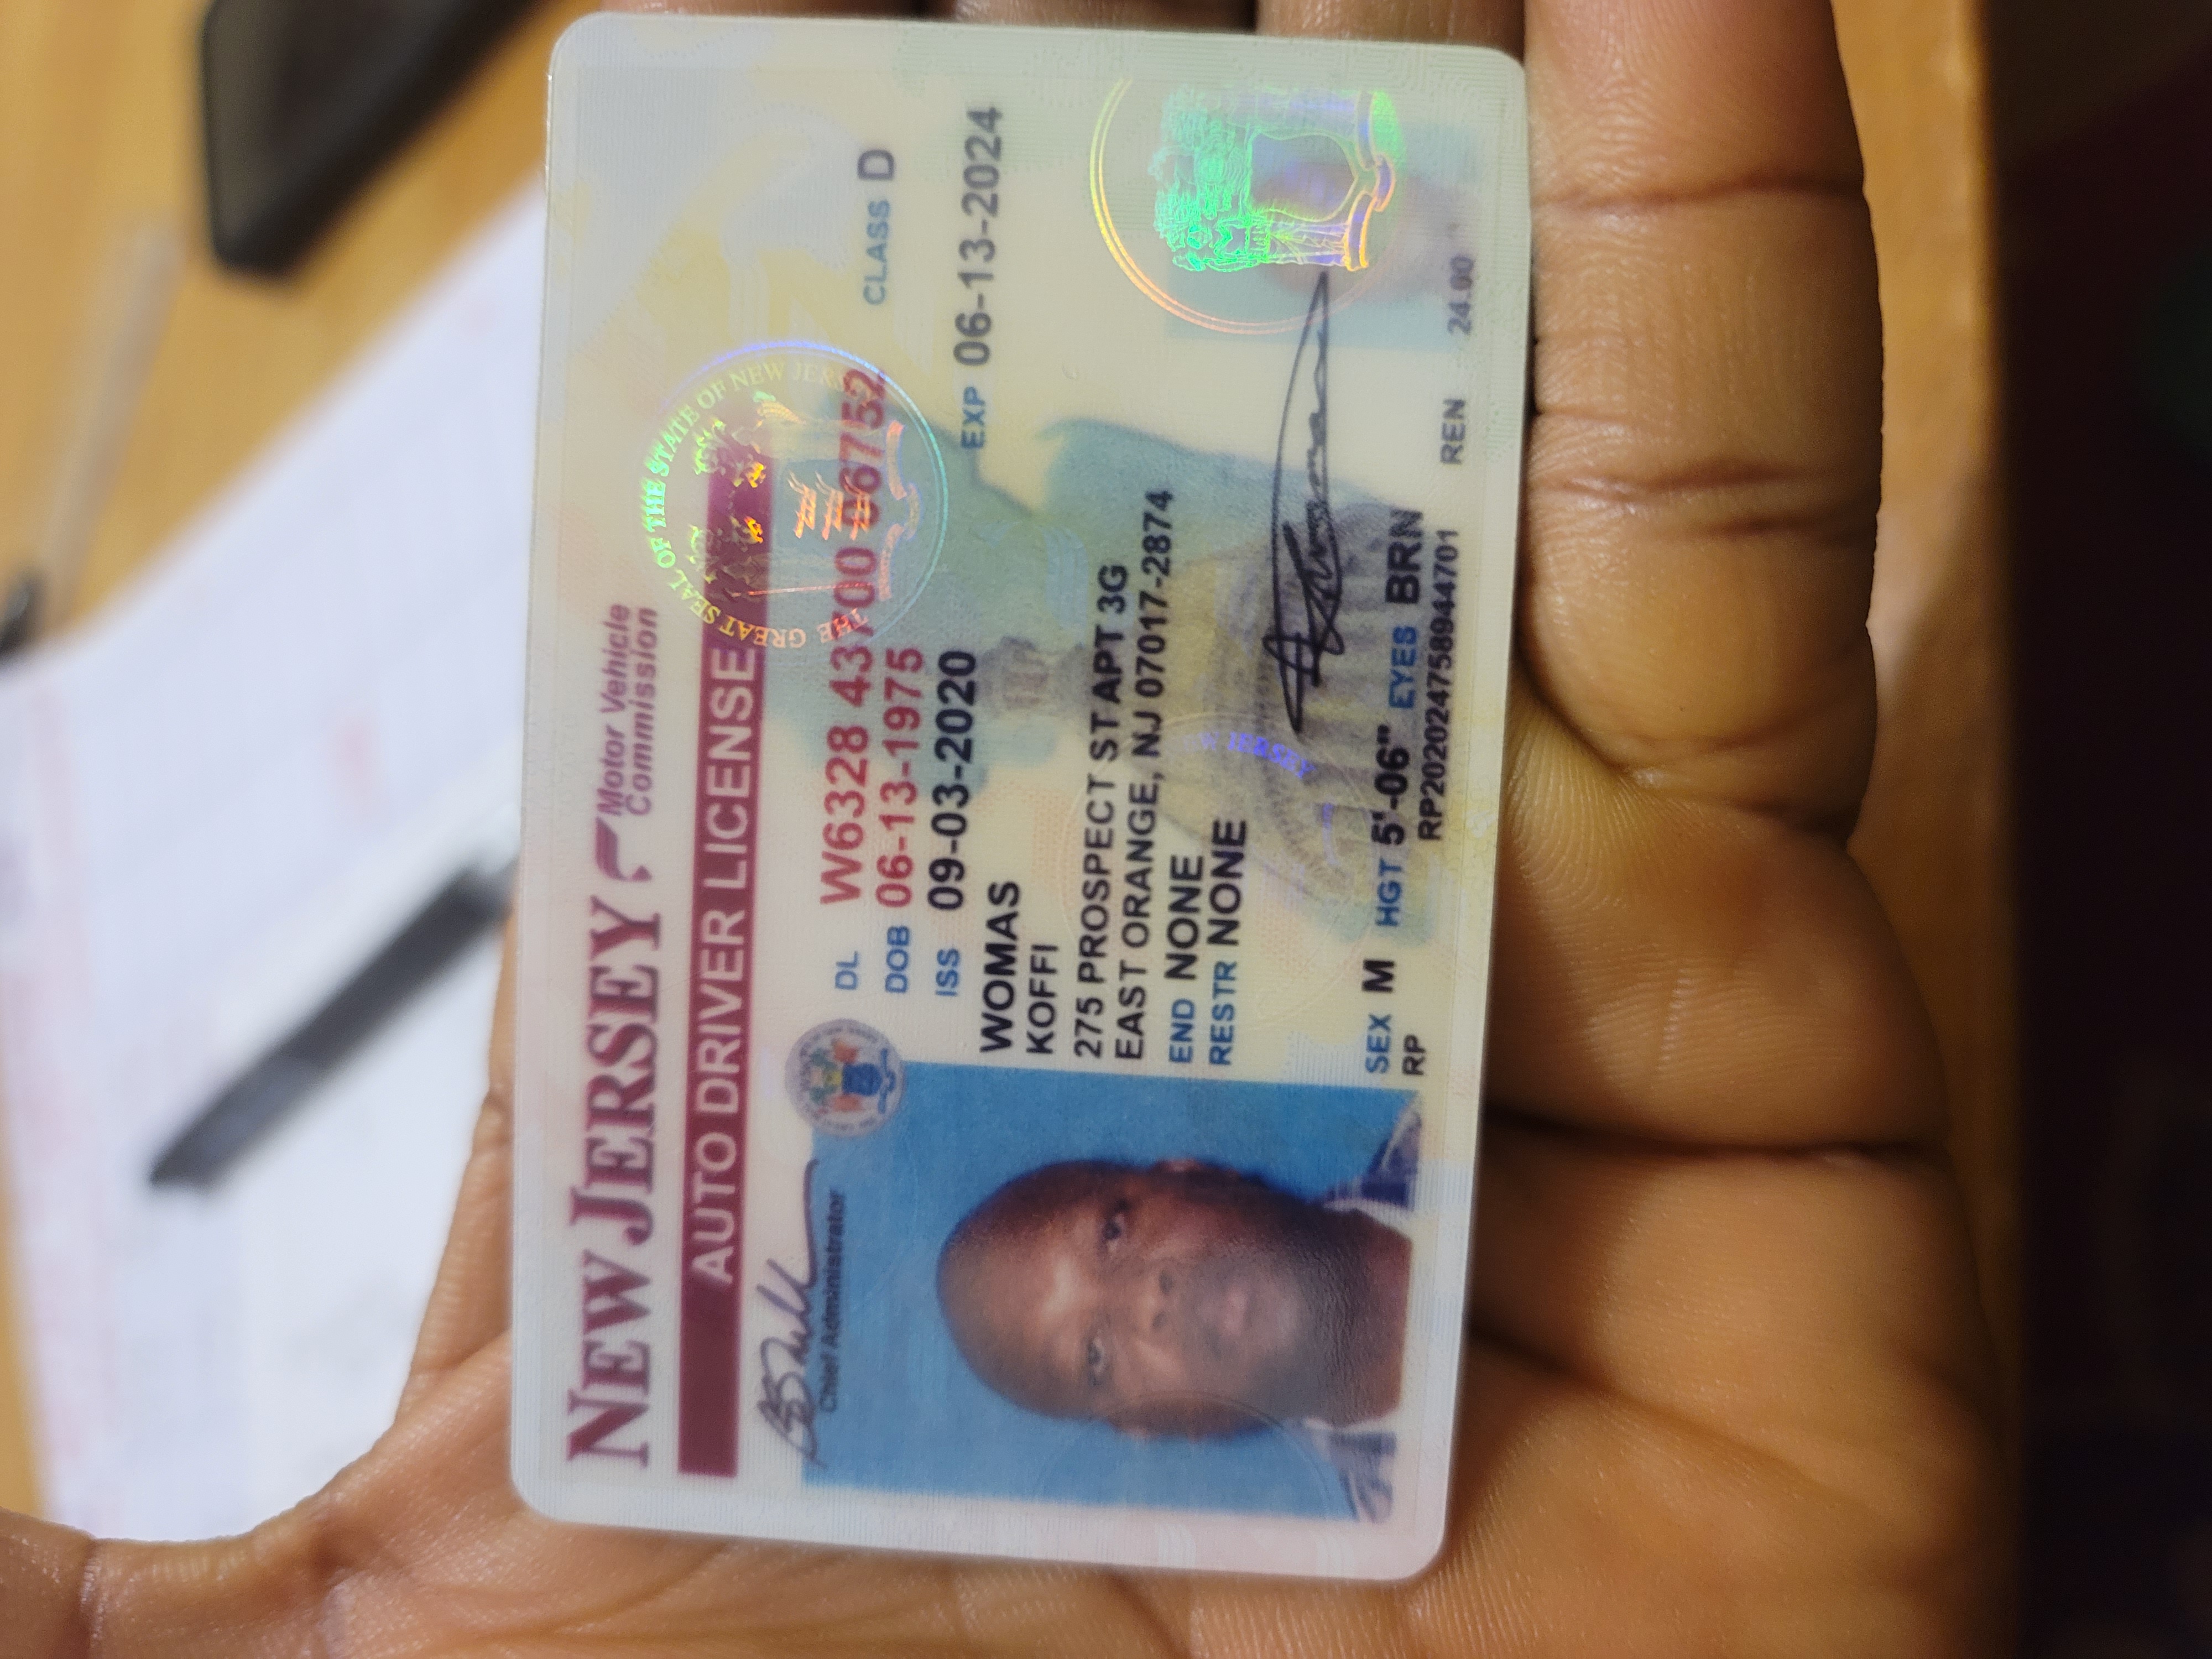 NEW JERSEY Motor Vehicle
Commission
AUTO DRIVER LICENSE
THE GREAT SEAL OF THE STATE OF NEW JERSEY
Chief Administrator
DL W6328 43700 06752 CLASS D
DOB 06-13-1975
ISS 09-03-2020 EXP 06-13-2024
WOMAS
KOFFI
275 PROSPECT ST APT 3G
EAST ORANGE, NJ 07017-2874
END NONE
RESTR NONE
SEX M HGT 5'-06" EYES BRN
RP RP202024758944701 REN 24.00